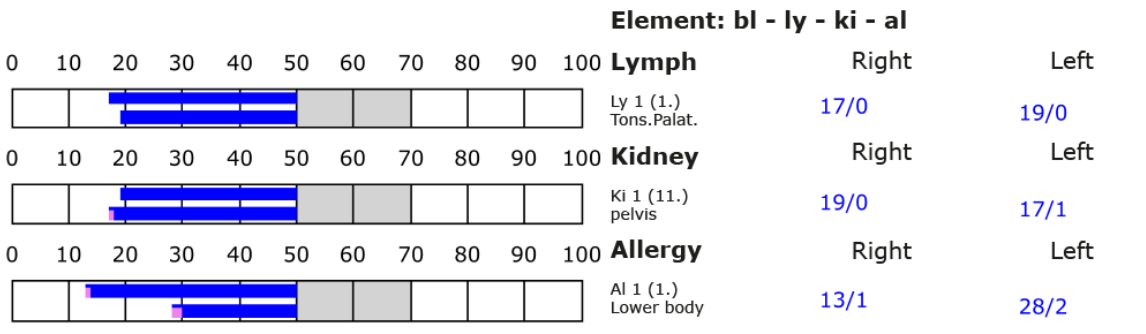 Element: bl - ly - ki - al
0 10 20 30 40 50 60 70 80 90 100 Lymph Right Left
Ly 1 (1.)
Tons.Palat.
17/0 19/0
0 10 20 30 40 50 60 70 80 90 100 Kidney Right Left
Ki 1 (11.)
pelvis
19/0 17/1
0 10 20 30 40 50 60 70 80 90 100 Allergy Right Left
Al 1 (1.)
Lower body
13/1 28/2